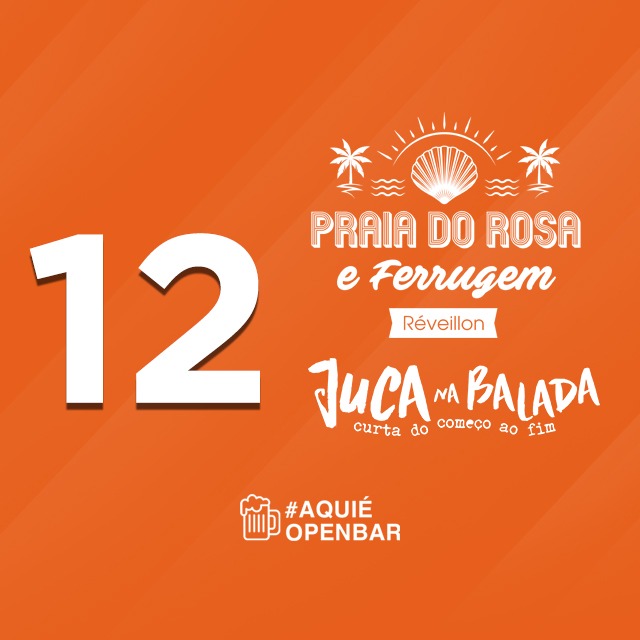 12
PRAIA DO ROSA
e Ferrugem
Réveillon
JUCA NA BALADA
curta do começo ao fim
#AQUIÉ
OPENBAR